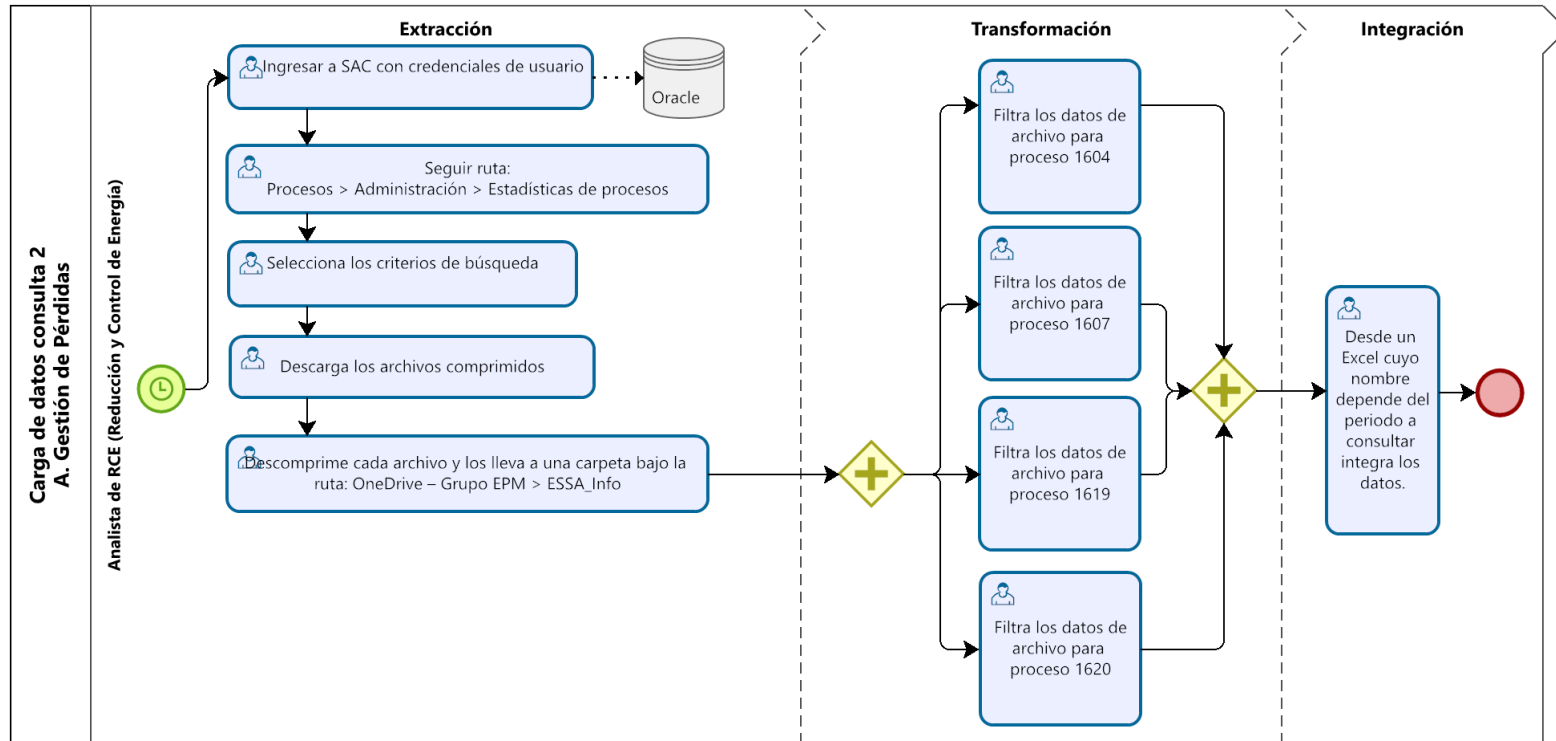 Carga de datos consulta 2
A. Gestión de Pérdidas
Analista de RCE (Reducción y Control de Energía)
Extracción
Ingresar a SAC con credenciales de usuario
Oracle
Seguir ruta:
Procesos > Administración > Estadísticas de procesos
Selecciona los criterios de búsqueda
Descarga los archivos comprimidos
Descomprime cada archivo y los lleva a una carpeta bajo la
ruta: OneDrive – Grupo EPM > ESSA_Info
Transformación
Filtra los datos de
archivo para
proceso 1604
Filtra los datos de
archivo para
proceso 1607
Filtra los datos de
archivo para
proceso 1619
Filtra los datos de
archivo para
proceso 1620
Integración
Desde un
Excel cuyo
nombre
depende del
periodo a
consultar
integra los
datos.